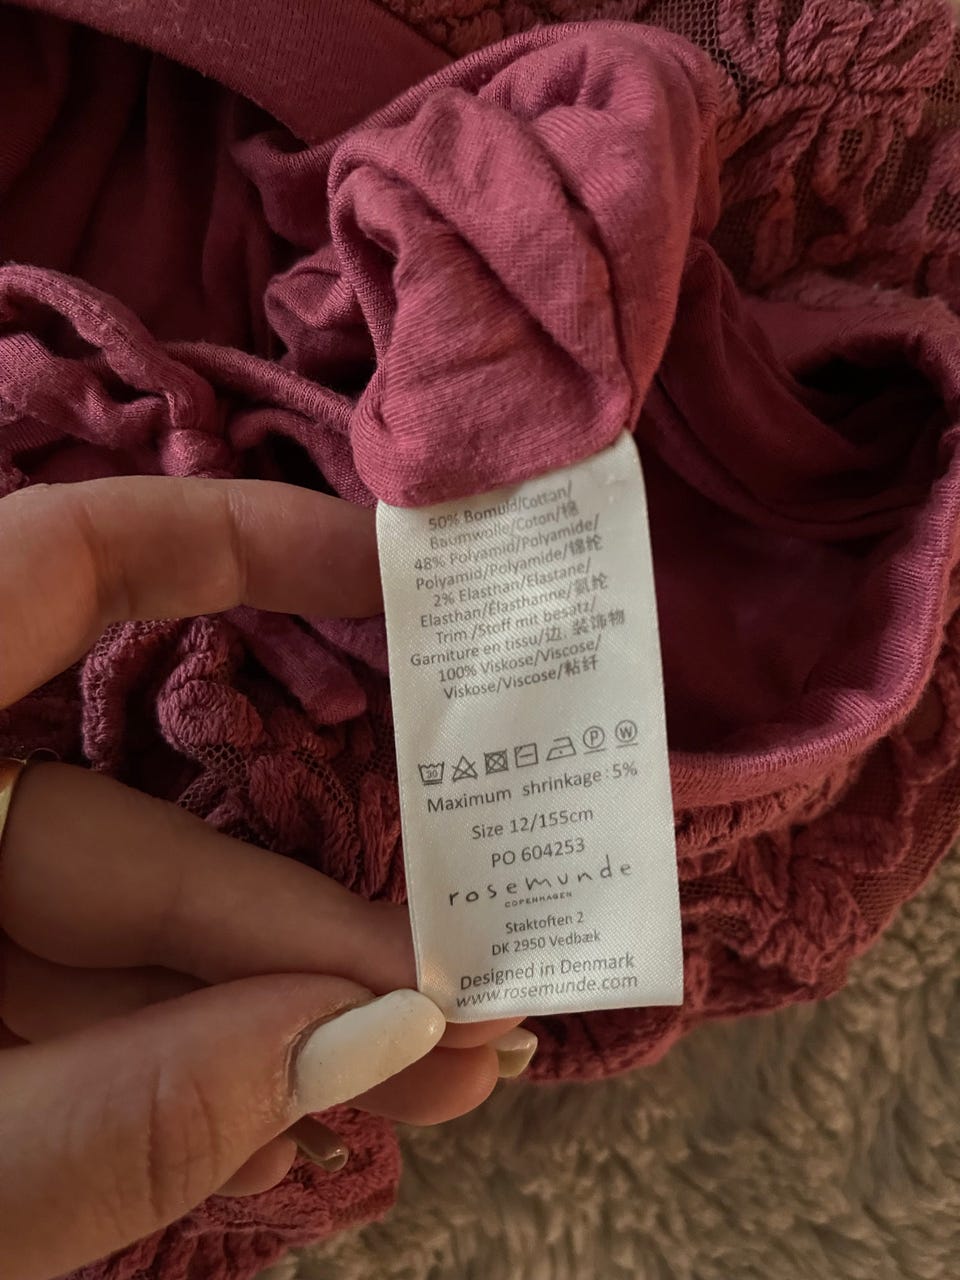 50% Bomuld/Cotton/
Baumwolle/Coton/棉
48% Polyamid/Polyamide/
Polyamid/Polyamide/锦纶
2% Elasthan/Elastane/
Elasthan/Élasthanne/氨纶
Trim /Stoff mit besatz/
Garniture en tissu/边, 装饰物
100% Viskose/Viscose/
Viskose/Viscose/粘纤
30 P W
Maximum shrinkage:5%
Size 12/155cm
PO 604253
rosemunde
COPENHAGEN
Staktoften 2
DK 2950 Vedbæk
Designed in Denmark
www.rosemunde.com